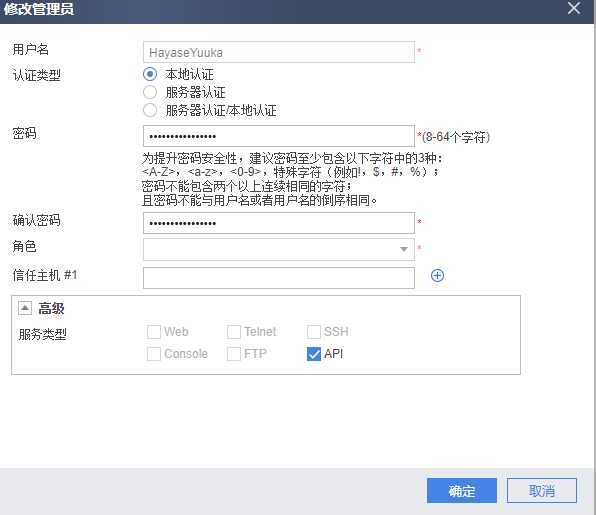 修改管理员
用户名 HayaseYuuka *
认证类型 本地认证
服务器认证
服务器认证/本地认证
密码 •••••••••••••••• *(8-64个字符)
为提升密码安全性，建议密码至少包含以下字符中的3种：
<A-Z>，<a-z>，<0-9>，特殊字符（例如!，$，#，%）；
密码不能包含两个以上连续相同的字符；
且密码不能与用户名或者用户名的倒序相同。
确认密码 •••••••••••••••• *
角色 *
信任主机 #1
高级
服务类型 Web Telnet SSH
Console FTP API
确定 取消